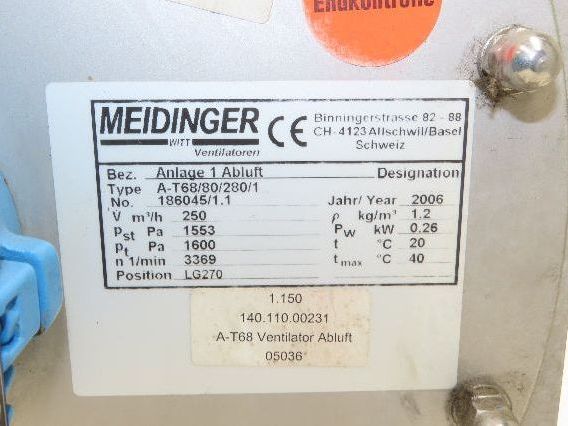 Endkontrolle
MEIDINGER CE Binningerstrasse 82 - 88
WITT CH-4123 Allschwil/Basel
Ventilatoren Schweiz
Bez. Anlage 1 Abluft Designation
Type A-T68/80/280/1
No. 186045/1.1 Jahr/Year 2006
V m³/h 250 ρ kg/m³ 1.2
Pst Pa 1553 Pw kW 0.26
Pt Pa 1600 t °C 20
n 1/min 3369 tmax °C 40
Position LG270
1.150
140.110.00231
A-T68 Ventilator Abluft
05036